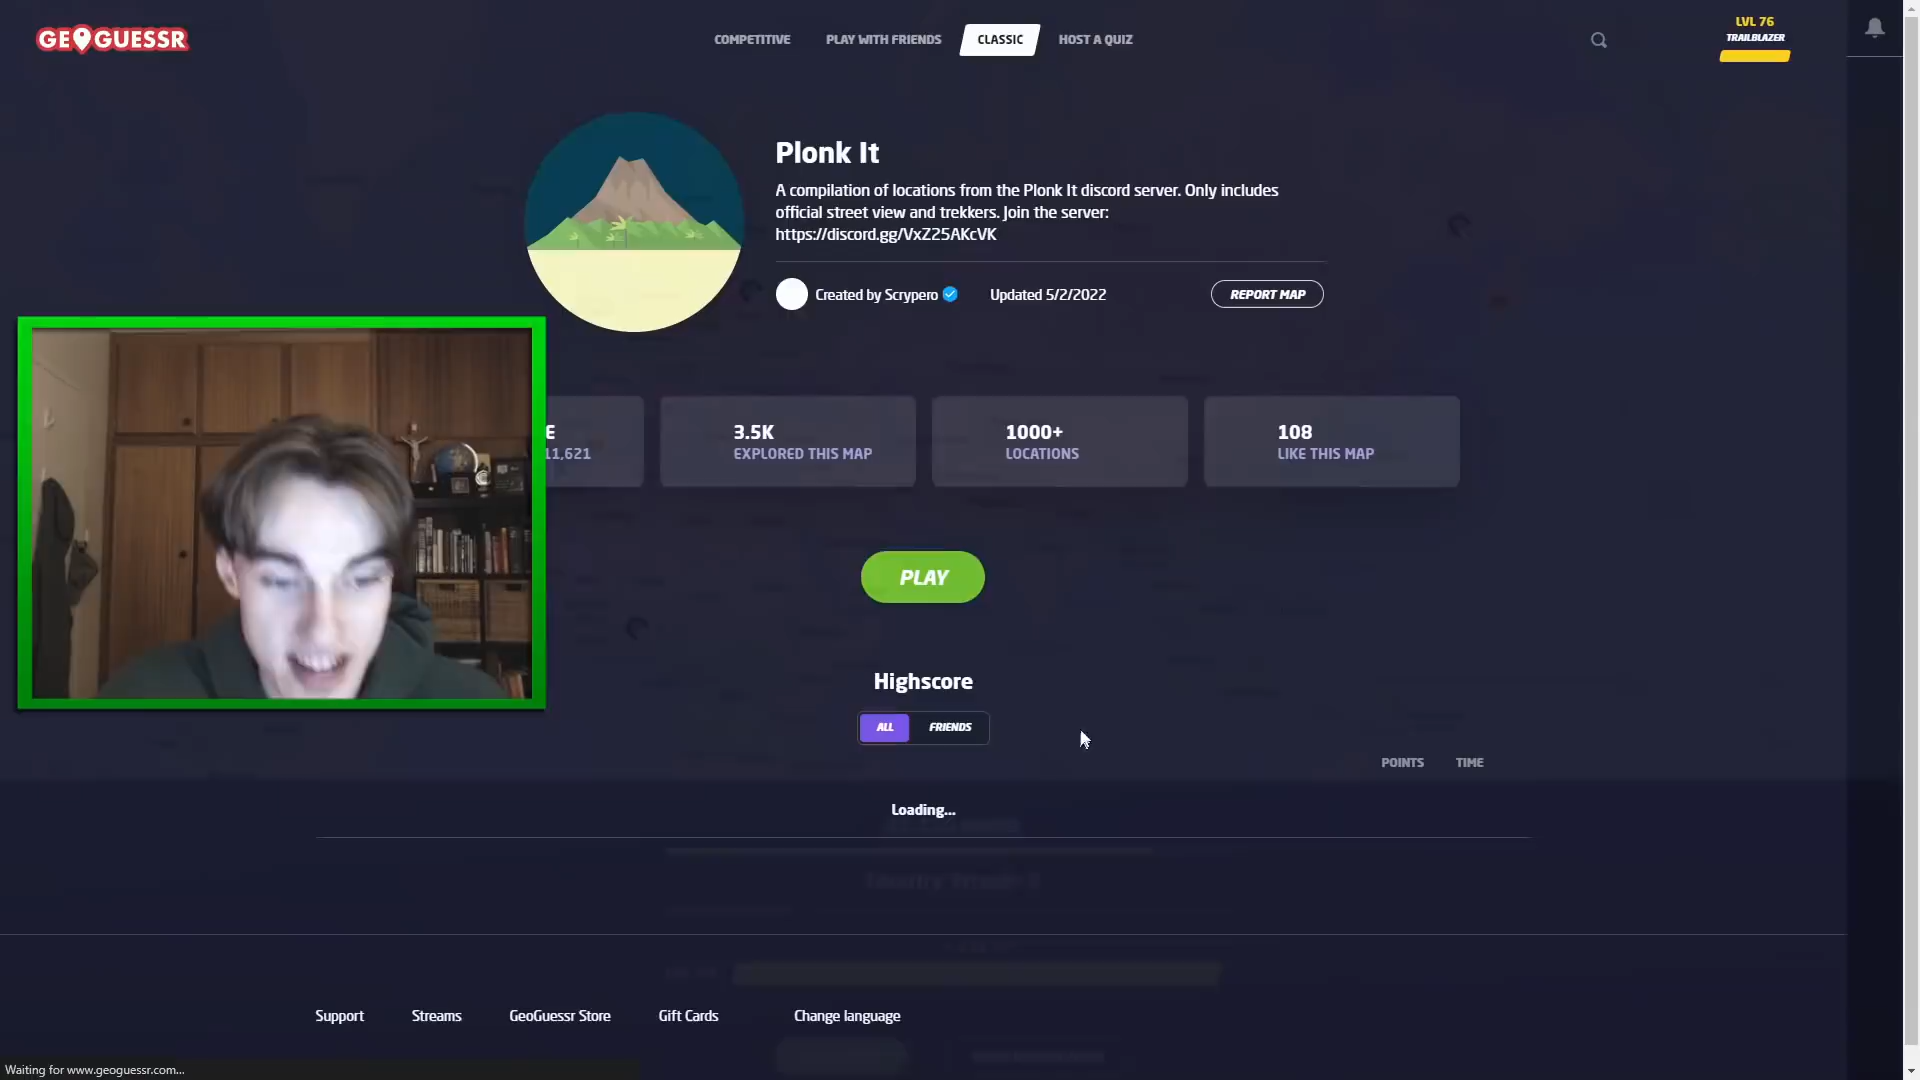 GEOGUESSR
COMPETITIVE
PLAY WITH FRIENDS
CLASSIC
HOST A QUIZ
LVL 76
TRAILBLAZER
Plonk It
A compilation of locations from the Plonk It discord server. Only includes
official street view and trekkers. Join the server:
https://discord.gg/VxZ25AKcVK
Created by Scrypero
Updated 5/2/2022
REPORT MAP
E
11,621
3.5K
EXPLORED THIS MAP
1000+
LOCATIONS
108
LIKE THIS MAP
PLAY
Highscore
ALL
FRIENDS
POINTS
TIME
Loading...
Support
Streams
GeoGuessr Store
Gift Cards
Change language
Waiting for www.geoguessr.com...